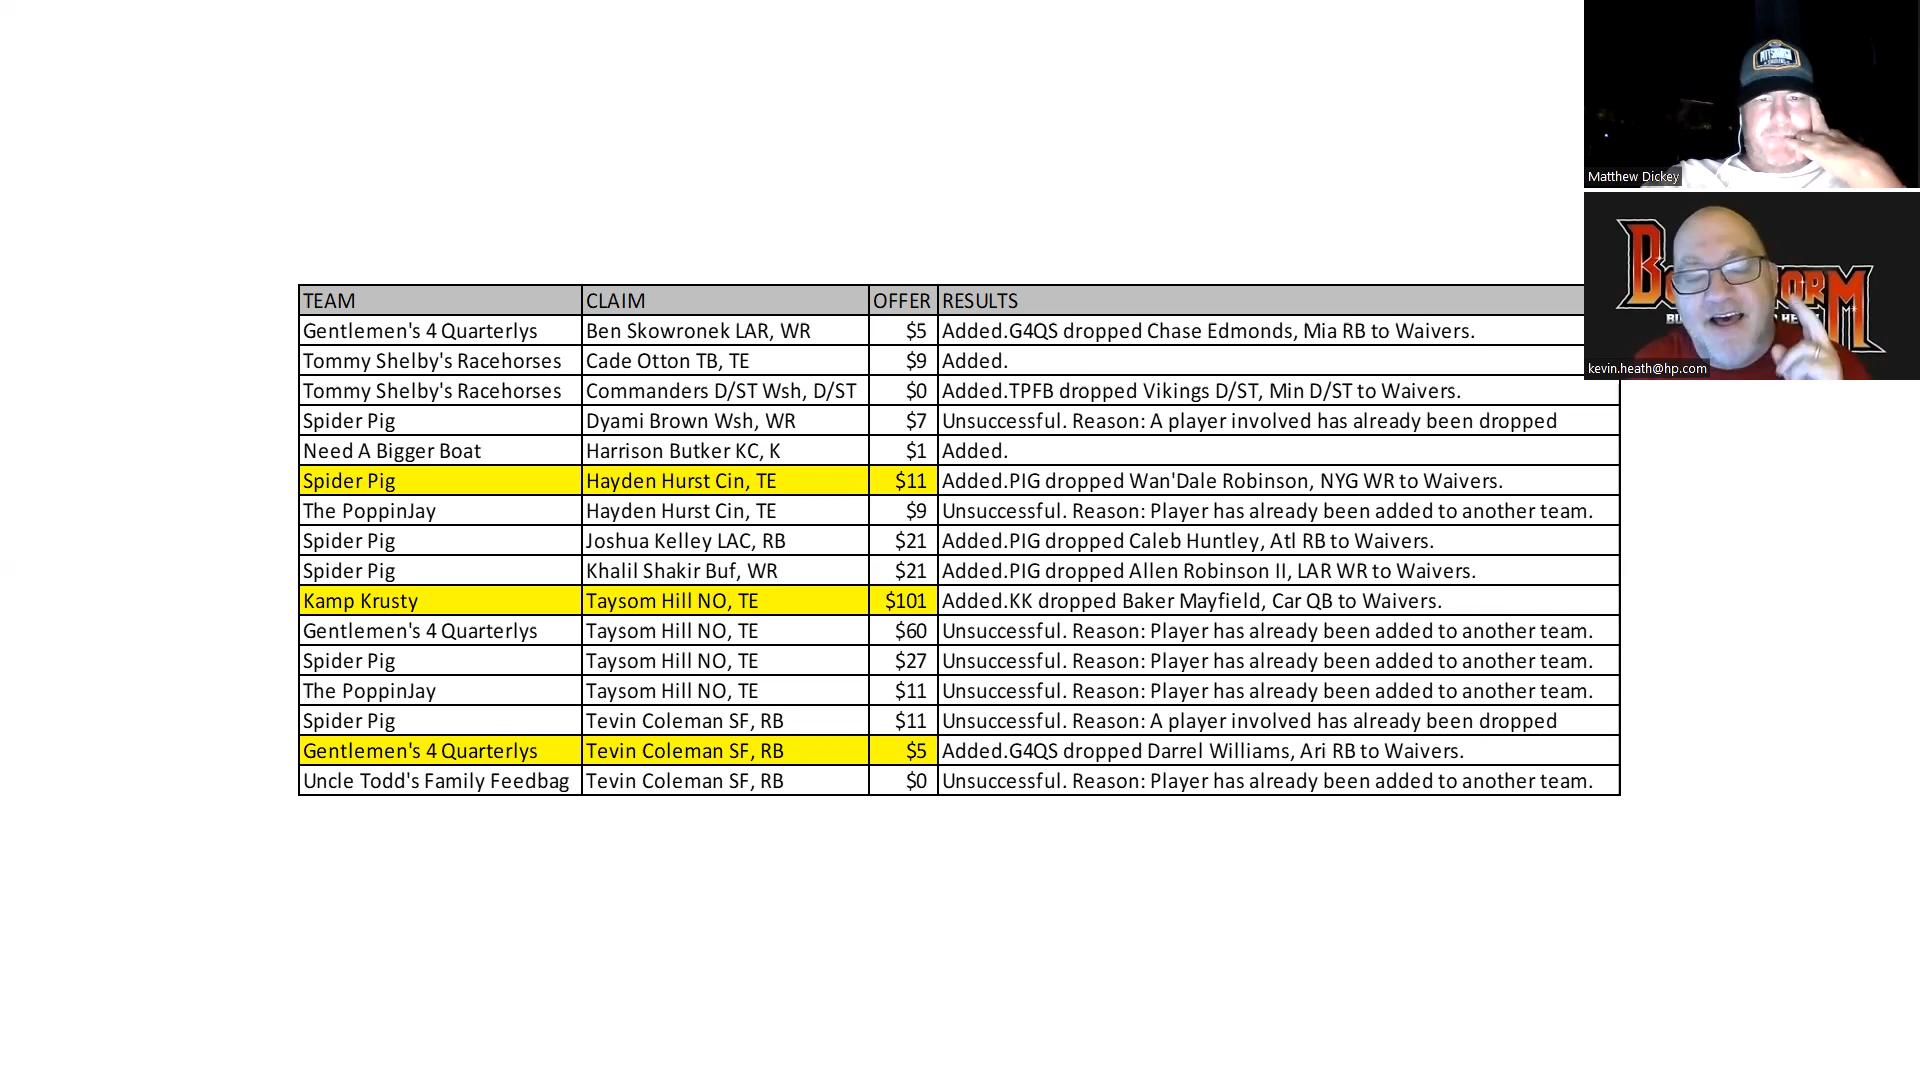 TEAM CLAIM OFFER RESULTS
Gentlemen's 4 Quarterlys Ben Skowronek LAR, WR $5 Added.G4QS dropped Chase Edmonds, Mia RB to Waivers.
Tommy Shelby's Racehorses Cade Otton TB, TE $9 Added.
Tommy Shelby's Racehorses Commanders D/ST Wsh, D/ST $0 Added.TPFB dropped Vikings D/ST, Min D/ST to Waivers.
Spider Pig Dyami Brown Wsh, WR $7 Unsuccessful. Reason: A player involved has already been dropped
Need A Bigger Boat Harrison Butker KC, K $1 Added.
Spider Pig Hayden Hurst Cin, TE $11 Added.PIG dropped Wan'Dale Robinson, NYG WR to Waivers.
The PoppinJay Hayden Hurst Cin, TE $9 Unsuccessful. Reason: Player has already been added to another team.
Spider Pig Joshua Kelley LAC, RB $21 Added.PIG dropped Caleb Huntley, Atl RB to Waivers.
Spider Pig Khalil Shakir Buf, WR $21 Added.PIG dropped Allen Robinson II, LAR WR to Waivers.
Kamp Krusty Taysom Hill NO, TE $101 Added.KK dropped Baker Mayfield, Car QB to Waivers.
Gentlemen's 4 Quarterlys Taysom Hill NO, TE $60 Unsuccessful. Reason: Player has already been added to another team.
Spider Pig Taysom Hill NO, TE $27 Unsuccessful. Reason: Player has already been added to another team.
The PoppinJay Taysom Hill NO, TE $11 Unsuccessful. Reason: Player has already been added to another team.
Spider Pig Tevin Coleman SF, RB $11 Unsuccessful. Reason: A player involved has already been dropped
Gentlemen's 4 Quarterlys Tevin Coleman SF, RB $5 Added.G4QS dropped Darrel Williams, Ari RB to Waivers.
Uncle Todd's Family Feedbag Tevin Coleman SF, RB $0 Unsuccessful. Reason: Player has already been added to another team.
PITTSBURGH
Matthew Dickey
kevin.heath@hp.com